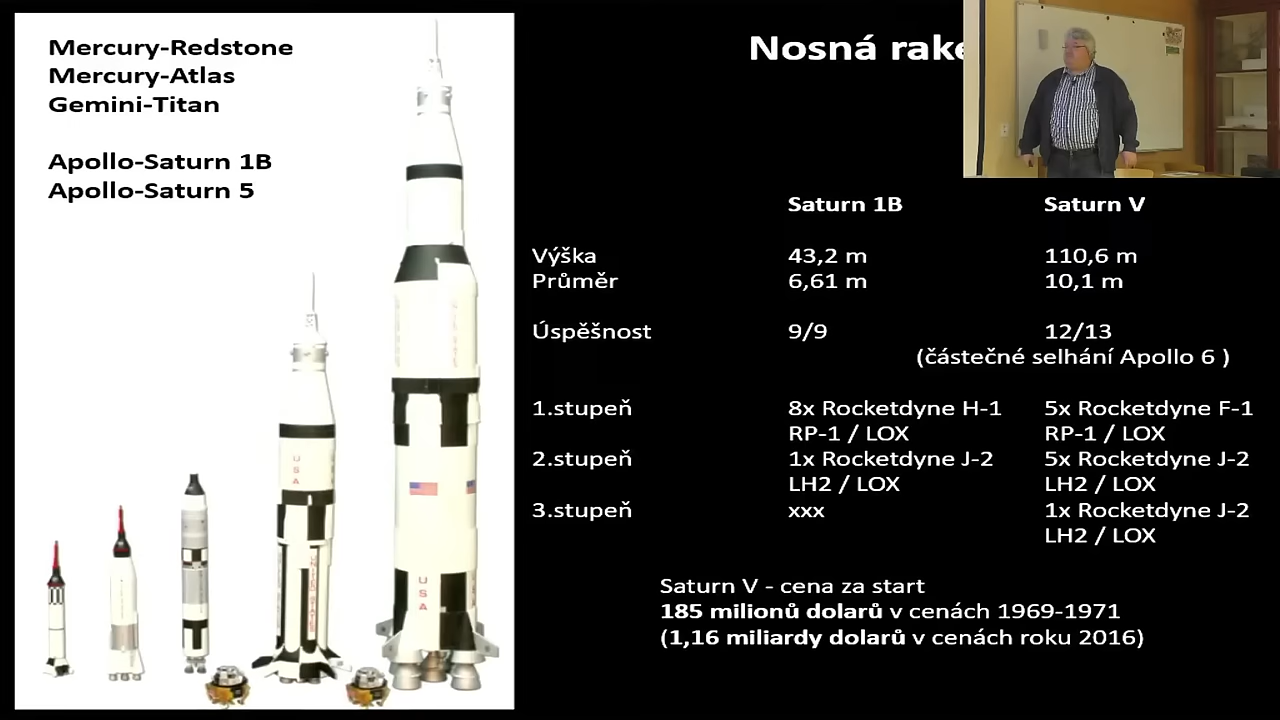 Mercury-Redstone
Mercury-Atlas
Gemini-Titan
Apollo-Saturn 1B
Apollo-Saturn 5
Nosná
Saturn 1B Saturn V
Výška 43,2 m 110,6 m
Průměr 6,61 m 10,1 m
Úspěšnost 9/9 12/13
(částečné selhání Apollo 6 )
1.stupeň 8x Rocketdyne H-1 5x Rocketdyne F-1
RP-1 / LOX RP-1 / LOX
2.stupeň 1x Rocketdyne J-2 5x Rocketdyne J-2
LH2 / LOX LH2 / LOX
3.stupeň xxx 1x Rocketdyne J-2
LH2 / LOX
Saturn V - cena za start
185 milionů dolarů v cenách 1969-1971
(1,16 miliardy dolarů v cenách roku 2016)
USA
UNITED STATES
USA